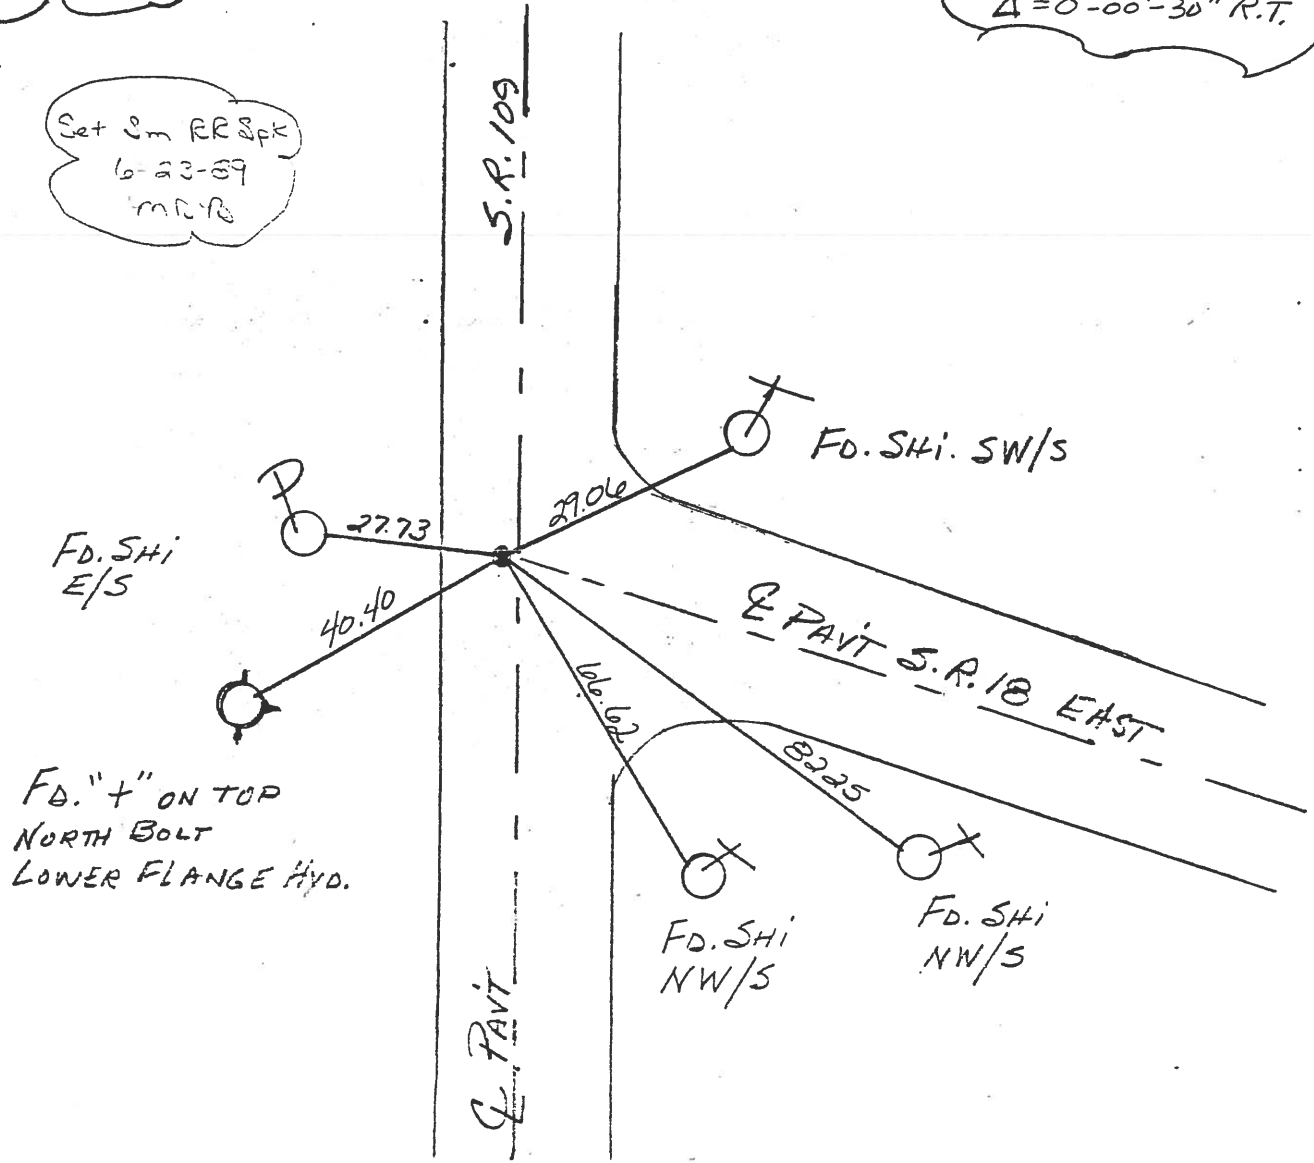 Δ = 0-00'-30" R.T.
Set Sm RR Spk
6-23-89
S.R. 109
FD. SHi. SW/S
29.06
27.73
FD. SHi
E/S
40.40
℄ PAV'T S.R. 18 EAST
66.62
82.25
FD. "+" ON TOP
NORTH BOLT
LOWER FLANGE HYD.
FD. SHi
NW/S
FD. SHi
NW/S
℄ PAV'T